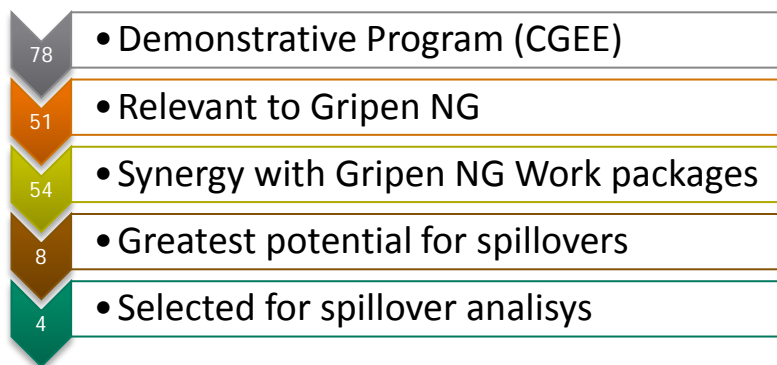 78 • Demonstrative Program (CGEE)
51 • Relevant to Gripen NG
54 • Synergy with Gripen NG Work packages
8 • Greatest potential for spillovers
4 • Selected for spillover analisys